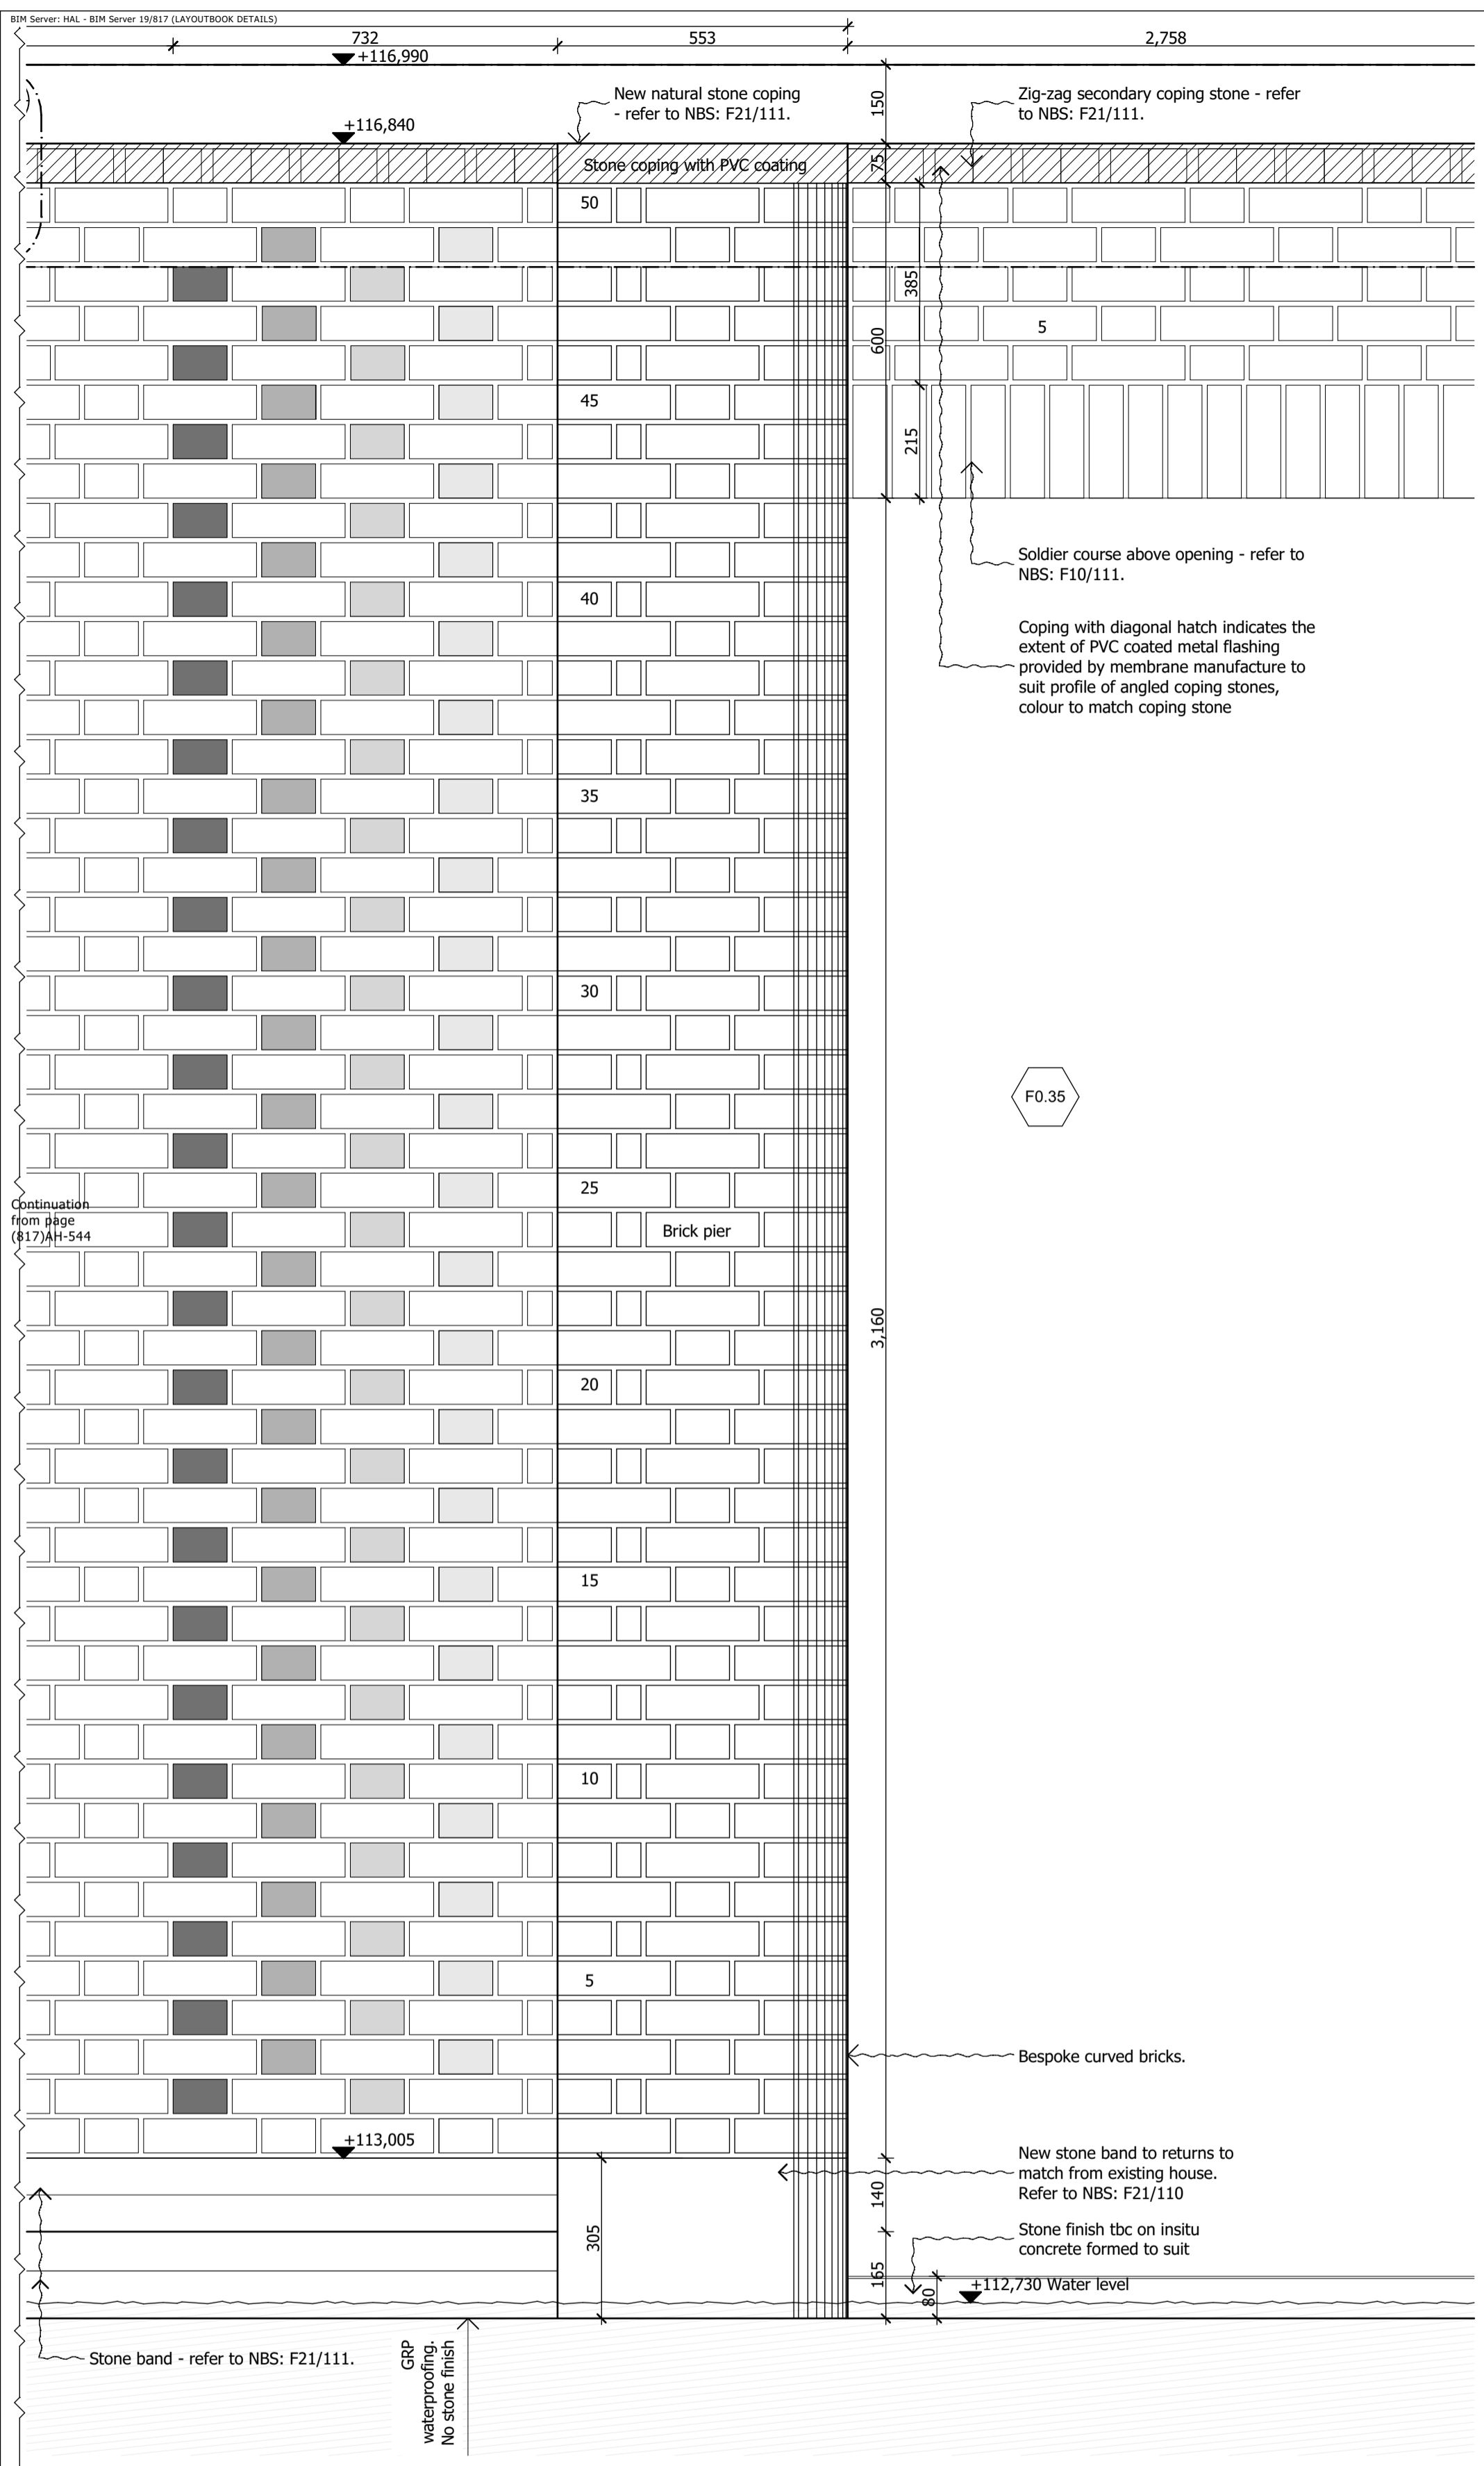 BIM Server: HAL - BIM Server 19/817 (LAYOUTBOOK DETAILS)
732
553
2,758
+116,990
150
New natural stone coping
- refer to NBS: F21/111.
Zig-zag secondary coping stone - refer
to NBS: F21/111.
+116,840
Stone coping with PVC coating
75
50
385
600
5
45
215
Soldier course above opening - refer to
NBS: F10/111.
40
Coping with diagonal hatch indicates the
extent of PVC coated metal flashing
provided by membrane manufacture to
suit profile of angled coping stones,
colour to match coping stone
35
30
F0.35
25
Continuation
from page
(817)AH-544
Brick pier
3,160
20
15
10
5
Bespoke curved bricks.
+113,005
New stone band to returns to
match from existing house.
Refer to NBS: F21/110
140
305
Stone finish tbc on insitu
concrete formed to suit
165
80
+112,730 Water level
Stone band - refer to NBS: F21/111.
GRP
waterproofing.
No stone finish